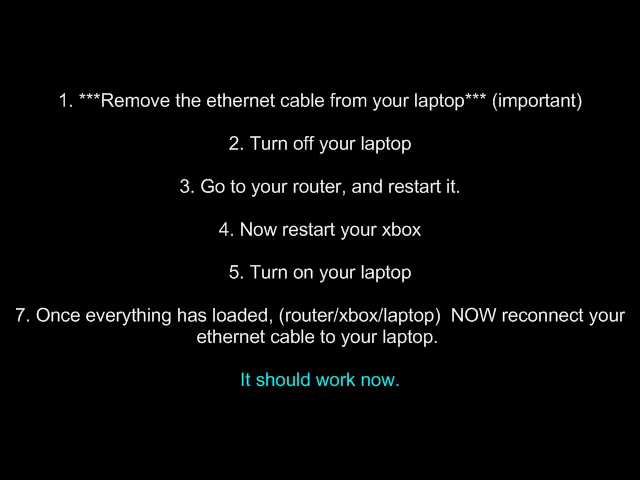 1. ***Remove the ethernet cable from your laptop*** (important)
2. Turn off your laptop
3. Go to your router, and restart it.
4. Now restart your xbox
5. Turn on your laptop
7. Once everything has loaded, (router/xbox/laptop)  NOW reconnect your
ethernet cable to your laptop.
It should work now.